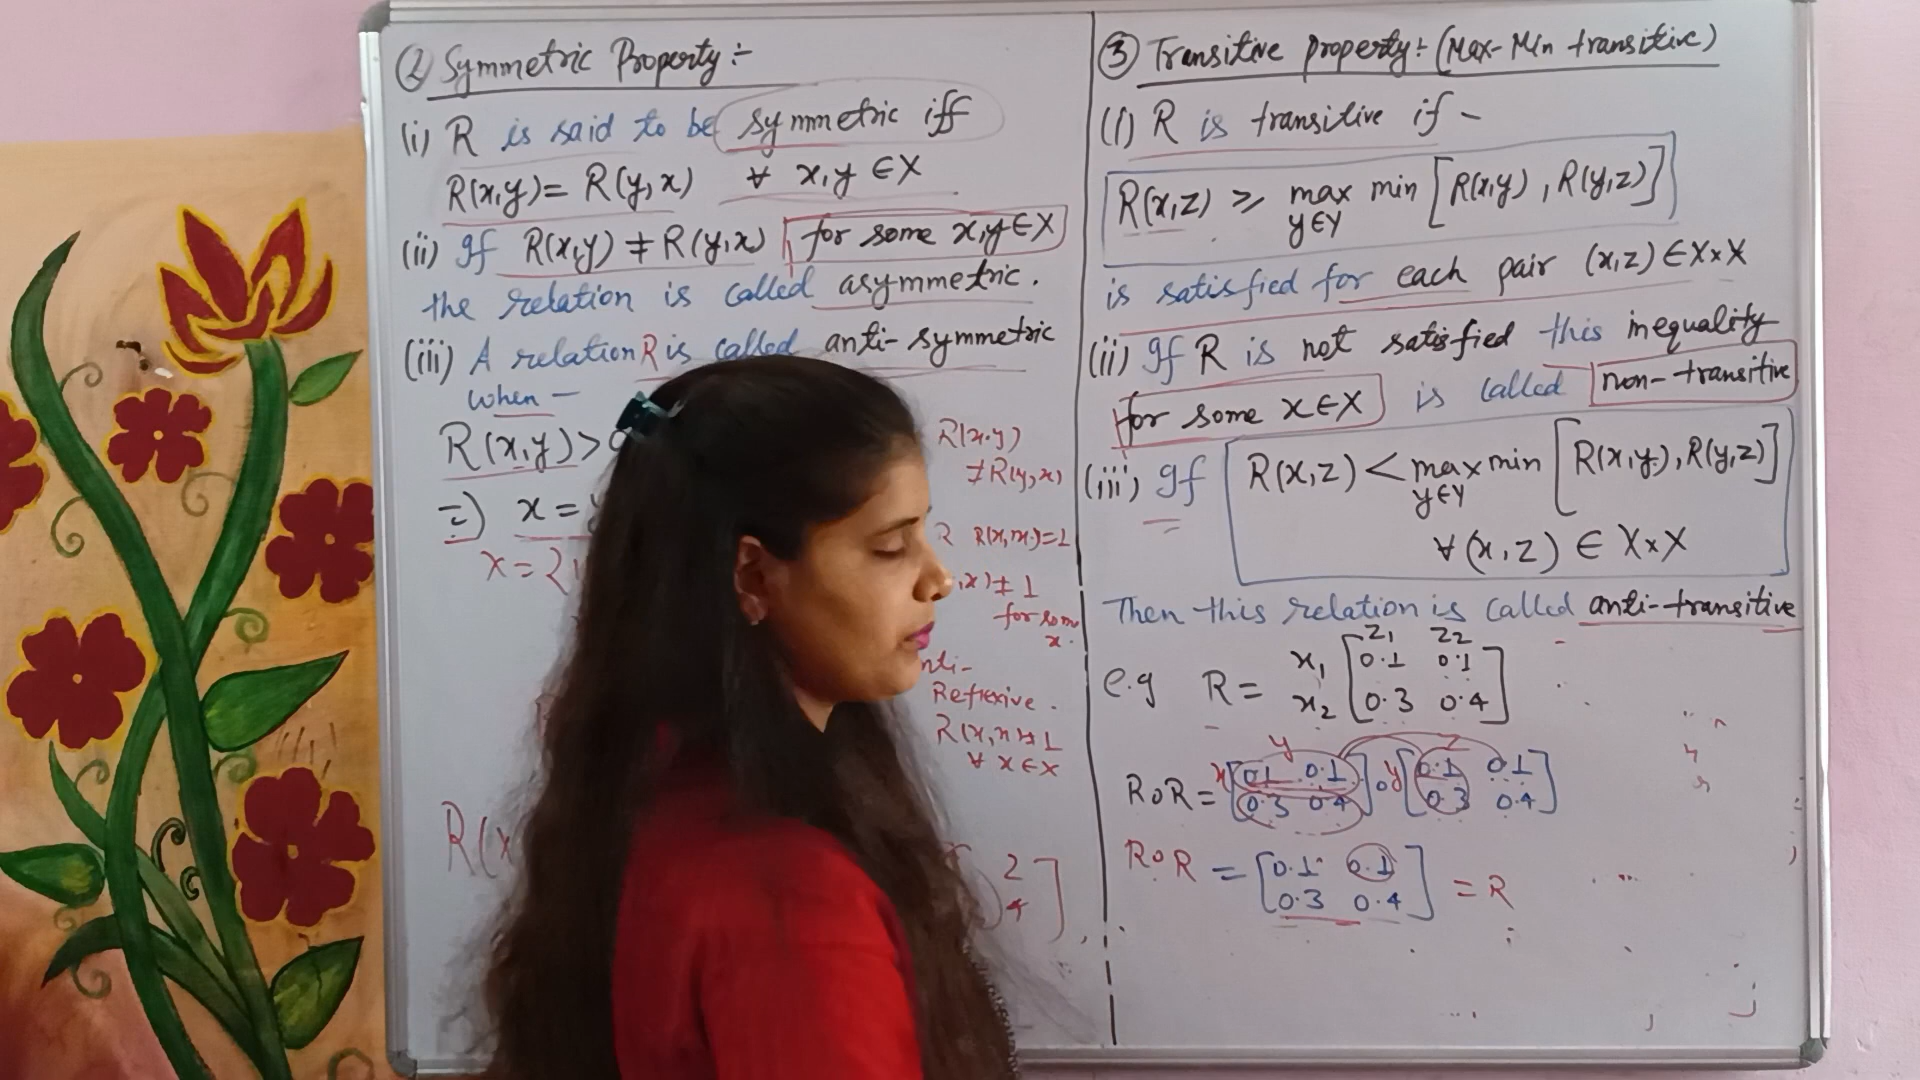 ② Symmetric Property :-
(i) R is said to be symmetric iff
R(x,y) = R(y,x) ∀ x,y ∈ X
(ii) If R(x,y) ≠ R(y,x) for some x,y ∈ X
the relation is called asymmetric.
(iii) A relation R is called anti-symmetric
when —
R(x,y) >
=) x =
x =
R(x
R(x,y)
≠ R(y,x)
R R(x,x)=1
,x) ≠ 1
for some
x.
Reflexive.
R(x,x) ≠ 1
∀ x ∈ X
2
4
③ Transitive property :- (Max-Min transitive)
(i) R is transitive if -
R(x,z) ≥ max min [R(x,y), R(y,z)]
y∈Y
is satisfied for each pair (x,z) ∈ X×X
(ii) If R is not satisfied this inequality
for some x ∈ X is called non-transitive
(iii) If R(x,z) < max min [R(x,y), R(y,z)]
y∈Y
∀ (x,z) ∈ X×X
Then this relation is called anti-transitive
z1 z2
e.g R = x1 [0.1 0.1
x2 0.3 0.4]
y z
RoR = x [0.1 0.1 ] o y [0.1 0.1 ]
0.3 0.4 0.3 0.4
RoR = [0.1 0.1 ] = R
0.3 0.4